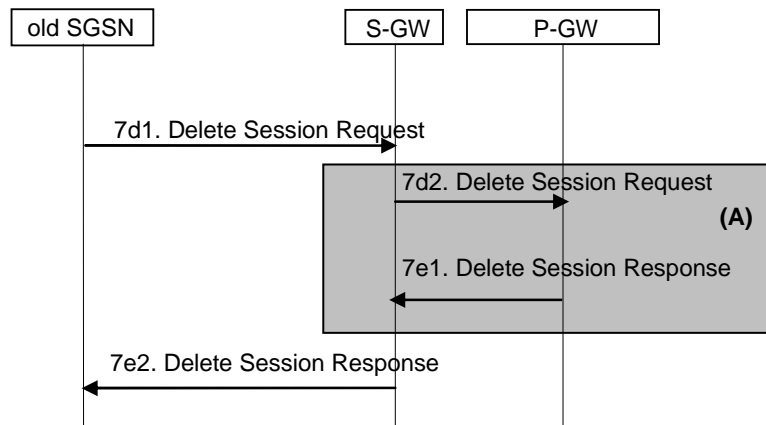 old SGSN
S-GW
P-GW
7d1. Delete Session Request
7d2. Delete Session Request
(A)
7e1. Delete Session Response
7e2. Delete Session Response